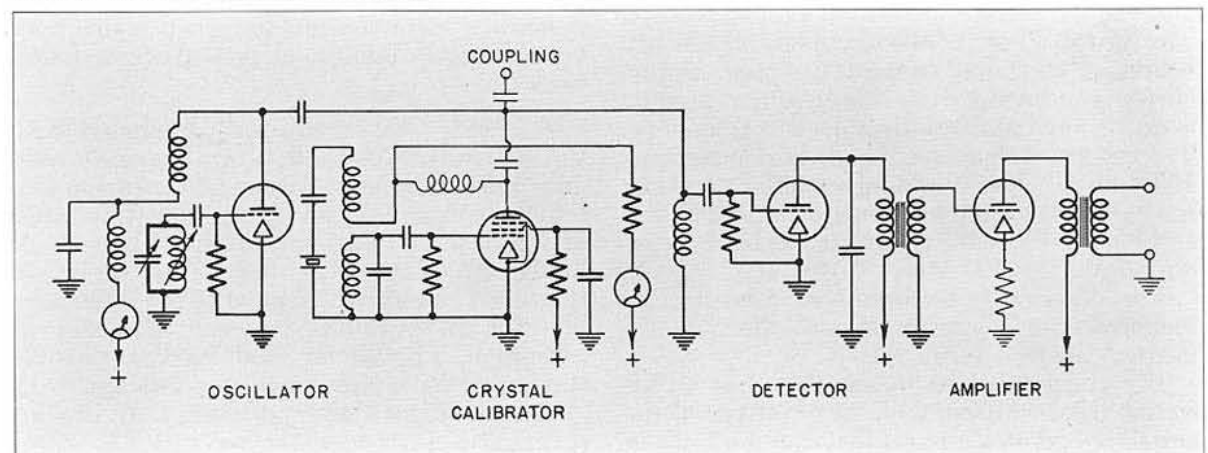 COUPLING
+
+
+
+
+
OSCILLATOR
CRYSTAL
CALIBRATOR
DETECTOR
AMPLIFIER